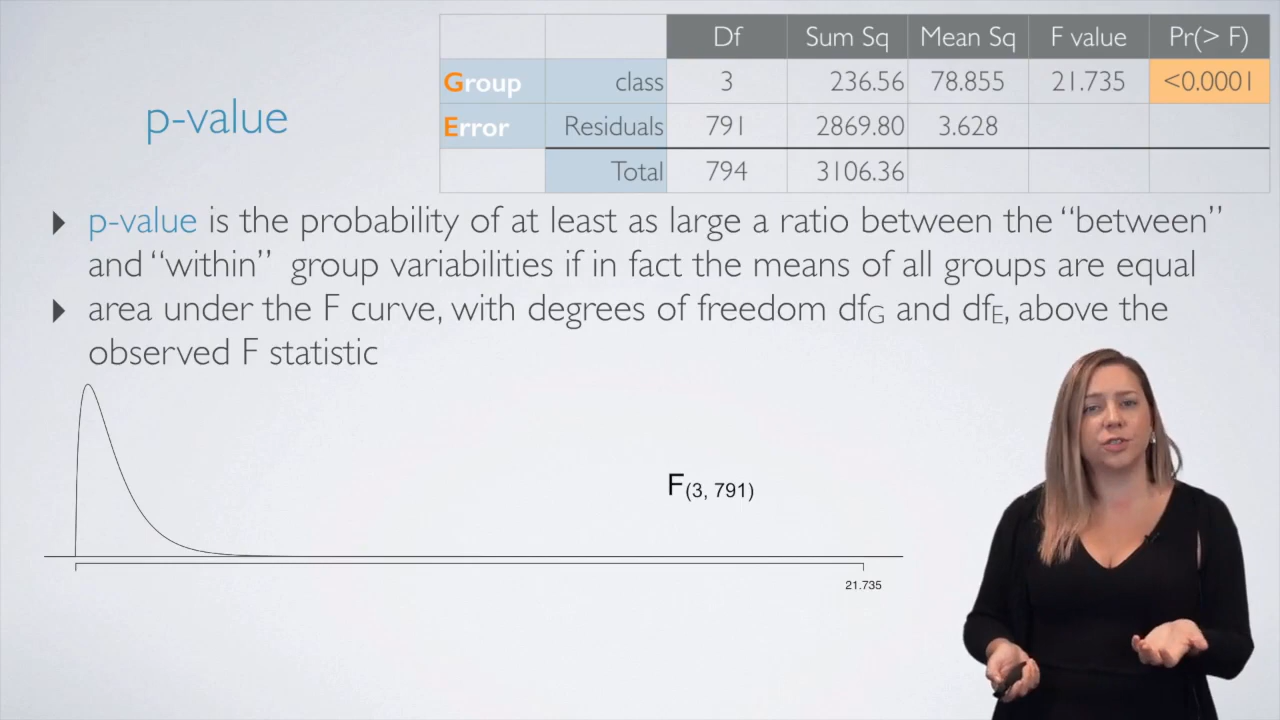 Df Sum Sq Mean Sq F value Pr(> F)
Group class 3 236.56 78.855 21.735 <0.0001
Error Residuals 791 2869.80 3.628
Total 794 3106.36
p-value
p-value is the probability of at least as large a ratio between the “between”
and “within” group variabilities if in fact the means of all groups are equal
area under the F curve, with degrees of freedom dfG and dfE, above the
observed F statistic
F(3, 791)
21.735